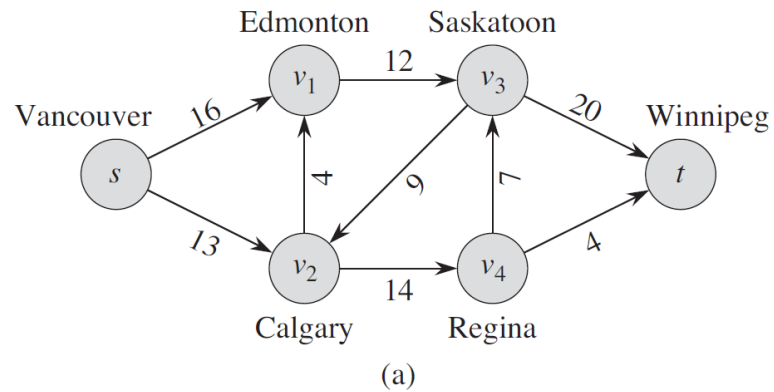 Edmonton Saskatoon
Vancouver 16 v1 12 v3 20 Winnipeg
s 4 9 7 t
13 v2 14 v4 4
Calgary Regina
(a)